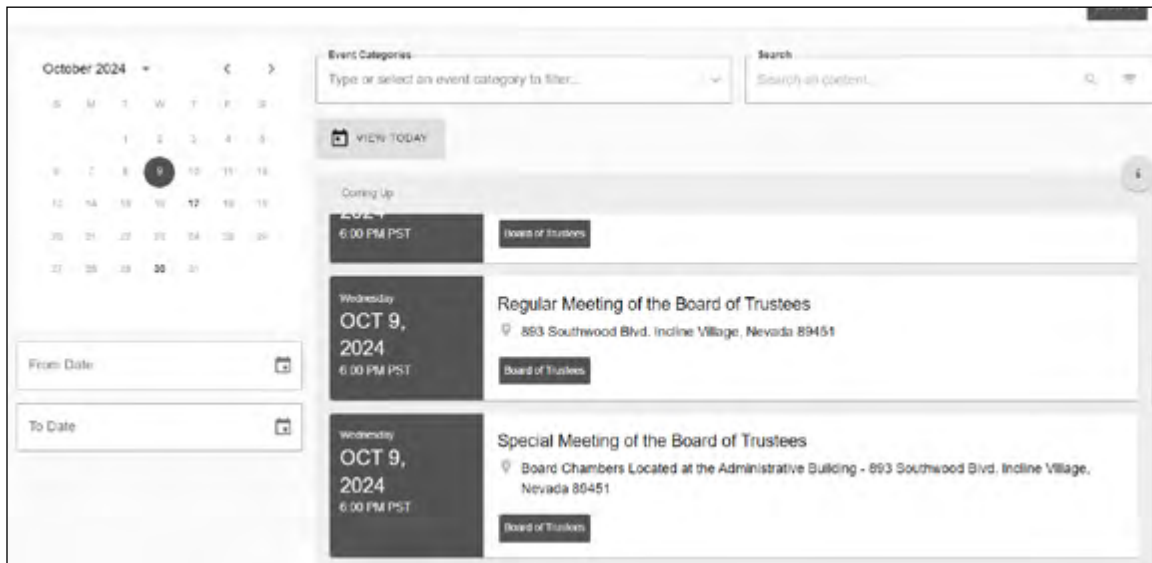 October 2024
S M T W T F S
1 2 3 4 5
6 7 8 9 10 11 12
13 14 15 16 17 18 19
20 21 22 23 24 25 26
27 28 29 30 31
From Date
To Date
Event Categories
Type or select an event category to filter...
Search
Search all content...
VIEW TODAY
Coming Up
2024
6:00 PM PST
Board of Trustees
Wednesday
OCT 9,
2024
6:00 PM PST
Regular Meeting of the Board of Trustees
893 Southwood Blvd. Incline Village, Nevada 89451
Board of Trustees
Wednesday
OCT 9,
2024
6:00 PM PST
Special Meeting of the Board of Trustees
Board Chambers Located at the Administrative Building - 893 Southwood Blvd. Incline Village,
Nevada 89451
Board of Trustees